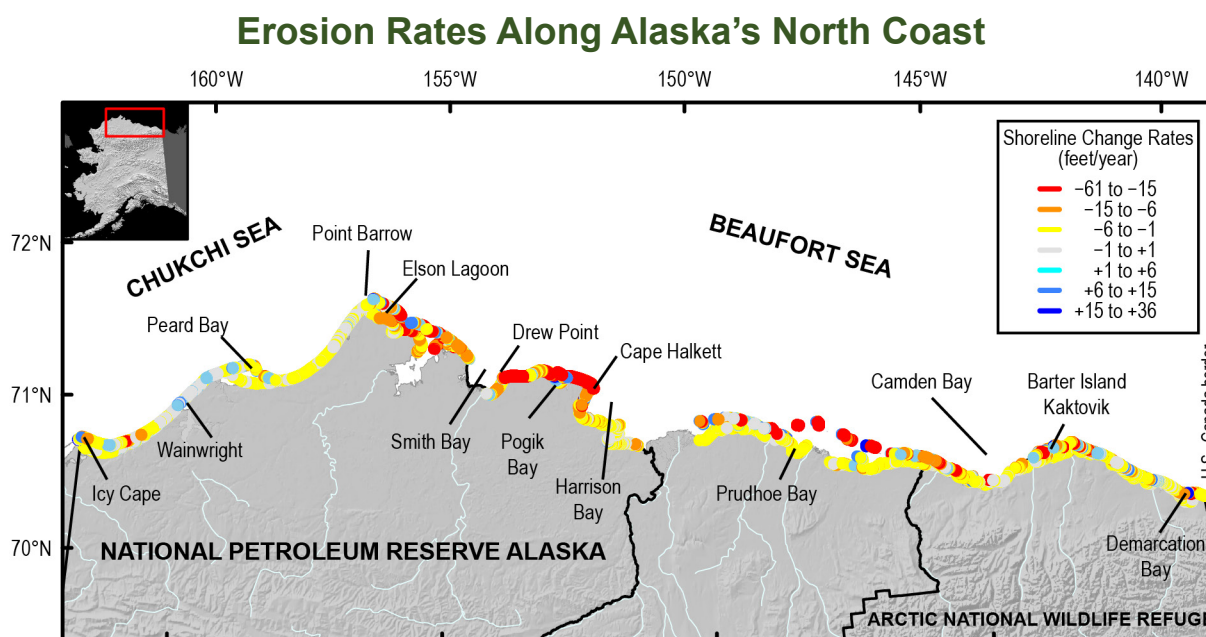 Erosion Rates Along Alaska's North Coast
160°W
155°W
150°W
145°W
140°W
Shoreline Change Rates
(feet/year)
−61 to −15
−15 to −6
−6 to −1
−1 to +1
+1 to +6
+6 to +15
+15 to +36
72°N
71°N
70°N
CHUKCHI SEA
BEAUFORT SEA
Point Barrow
Elson Lagoon
Peard Bay
Drew Point
Cape Halkett
Camden Bay
Barter Island
Kaktovik
Wainwright
Smith Bay
Pogik
Bay
Icy Cape
Harrison
Bay
Prudhoe Bay
Demarcation
Bay
NATIONAL PETROLEUM RESERVE ALASKA
ARCTIC NATIONAL WILDLIFE REFUGE